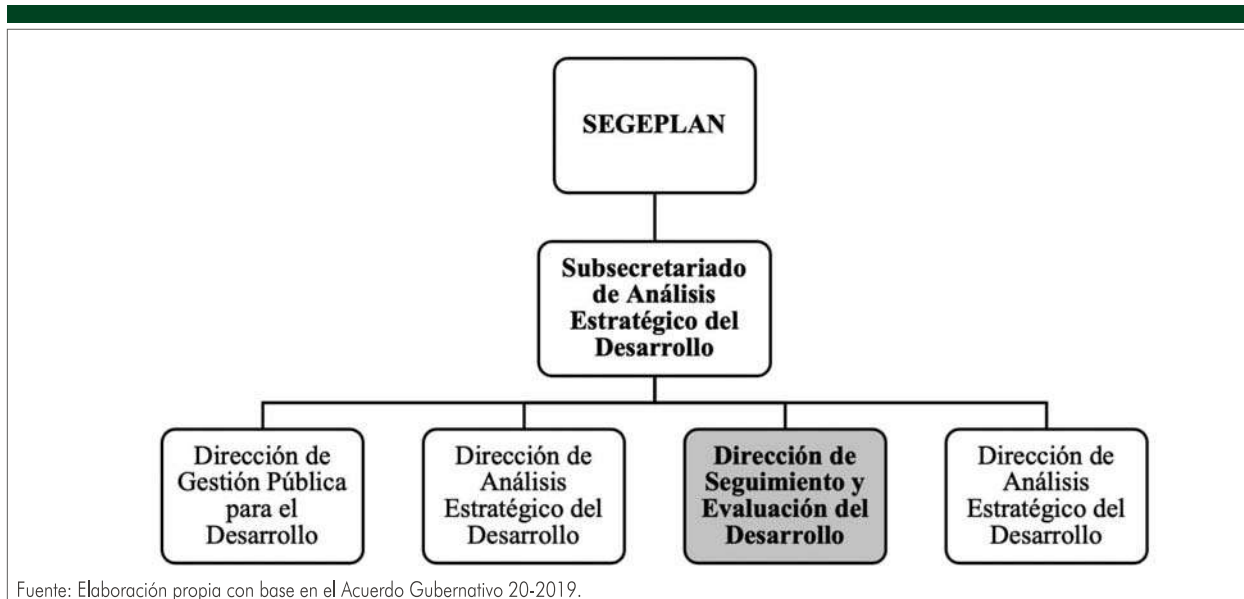 SEGEPLAN
Subsecretariado
de Análisis
Estratégico del
Desarrollo
Dirección de
Gestión Pública
para el
Desarrollo
Dirección de
Análisis
Estratégico del
Desarrollo
Dirección de
Seguimiento y
Evaluación del
Desarrollo
Dirección de
Análisis
Estratégico del
Desarrollo
Fuente: Elaboración propia con base en el Acuerdo Gubernativo 20-2019.